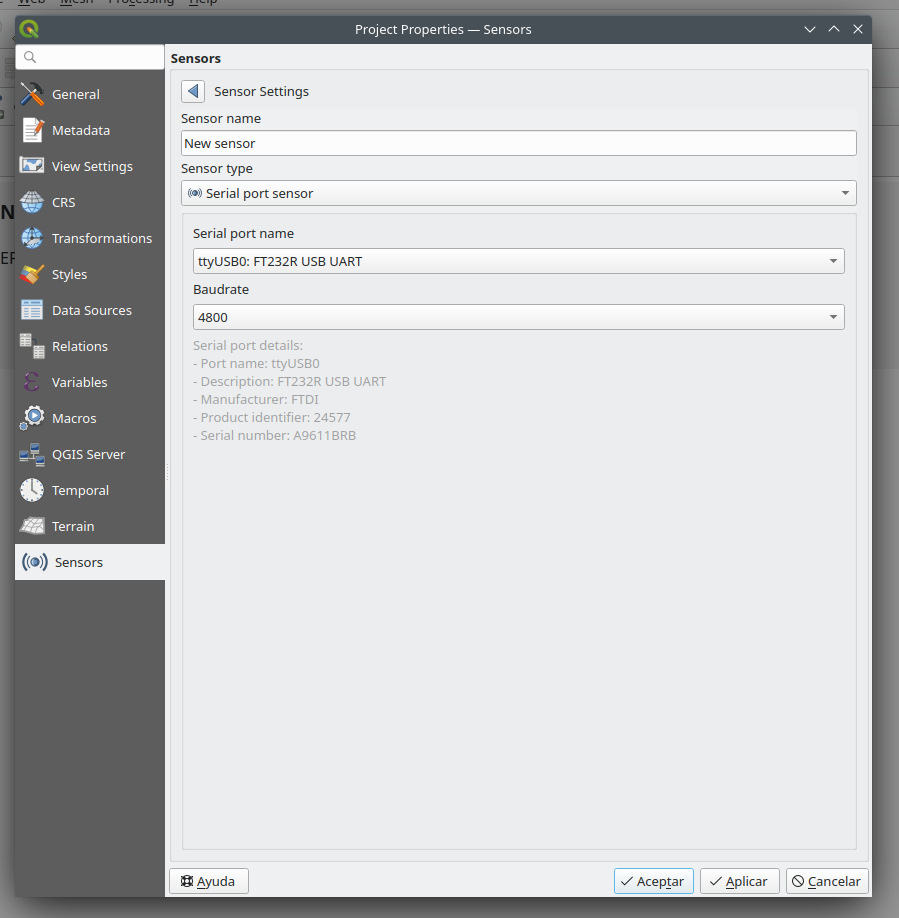 Web Mesh Processing Help
Project Properties — Sensors
Sensors
General
Metadata
View Settings
CRS
Transformations
Styles
Data Sources
Relations
Variables
Macros
QGIS Server
Temporal
Terrain
Sensors
Sensor Settings
Sensor name
New sensor
Sensor type
Serial port sensor
Serial port name
ttyUSB0: FT232R USB UART
Baudrate
4800
Serial port details:
- Port name: ttyUSB0
- Description: FT232R USB UART
- Manufacturer: FTDI
- Product identifier: 24577
- Serial number: A9611BRB
Ayuda
Aceptar
Aplicar
Cancelar